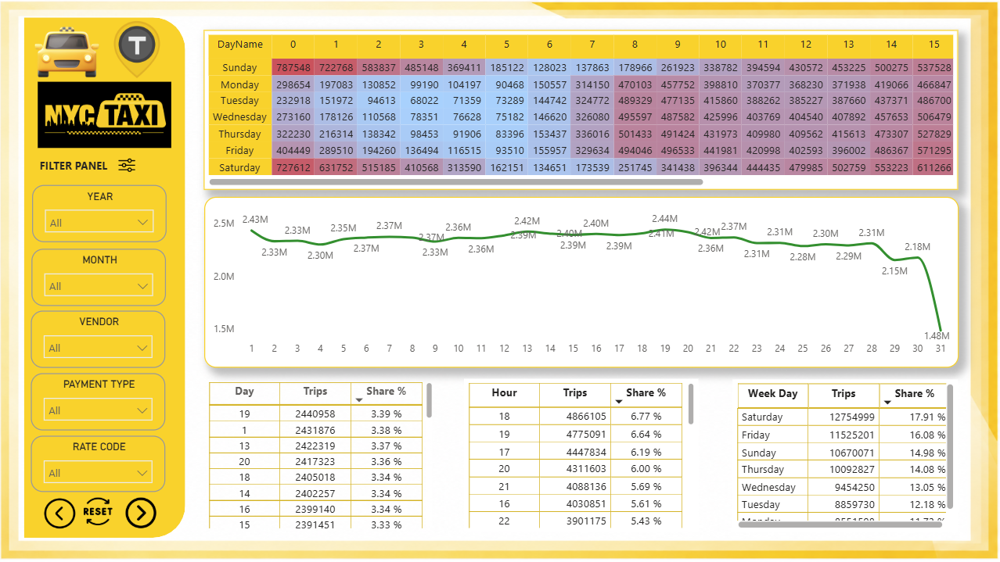 T
NYC TAXI
FILTER PANEL
YEAR
All
MONTH
All
VENDOR
All
PAYMENT TYPE
All
RATE CODE
All
RESET
DayName 0 1 2 3 4 5 6 7 8 9 10 11 12 13 14 15
Sunday 787548 722768 583837 485148 369411 185122 128023 137863 178966 261923 338782 394594 430572 453225 500275 537528
Monday 298654 197083 130852 99190 104197 90468 150557 314150 470103 457752 398810 370377 368230 371938 419066 466847
Tuesday 232918 151972 94613 68022 71359 73289 144742 324772 489329 477135 415860 388262 385237 387660 437371 486700
Wednesday 273160 178126 110568 78351 76628 75182 146620 326080 495597 487582 425996 403769 404540 407892 457653 506479
Thursday 322230 216314 138342 98453 91906 83396 153437 336016 501433 491424 431973 409980 409562 415613 473307 527829
Friday 404449 289510 194260 136494 116515 93510 155957 329634 494046 496533 441981 420998 402593 396002 486367 571295
Saturday 727612 631752 515185 410568 313590 162151 134651 173539 251745 341438 396344 444435 479985 502759 553223 611266
2.5M
2.0M
1.5M
2.43M 2.33M 2.33M 2.30M 2.35M 2.37M 2.37M 2.37M 2.33M 2.36M 2.36M 2.39M 2.42M 2.40M 2.39M 2.40M 2.39M 2.41M 2.44M 2.42M 2.36M 2.37M 2.31M 2.31M 2.28M 2.30M 2.29M 2.31M 2.15M 2.18M 1.48M
1 2 3 4 5 6 7 8 9 10 11 12 13 14 15 16 17 18 19 20 21 22 23 24 25 26 27 28 29 30 31
Day Trips Share %
19 2440958 3.39 %
1 2431876 3.38 %
13 2422319 3.37 %
20 2417323 3.36 %
18 2405018 3.34 %
14 2402257 3.34 %
16 2399140 3.34 %
15 2391451 3.33 %
Hour Trips Share %
18 4866105 6.77 %
19 4775091 6.64 %
17 4447834 6.19 %
20 4311603 6.00 %
21 4088136 5.69 %
16 4030851 5.61 %
22 3901175 5.43 %
Week Day Trips Share %
Saturday 12754999 17.91 %
Friday 11525201 16.08 %
Sunday 10670071 14.98 %
Thursday 10092827 14.08 %
Wednesday 9454250 13.05 %
Tuesday 8859730 12.18 %
Monday